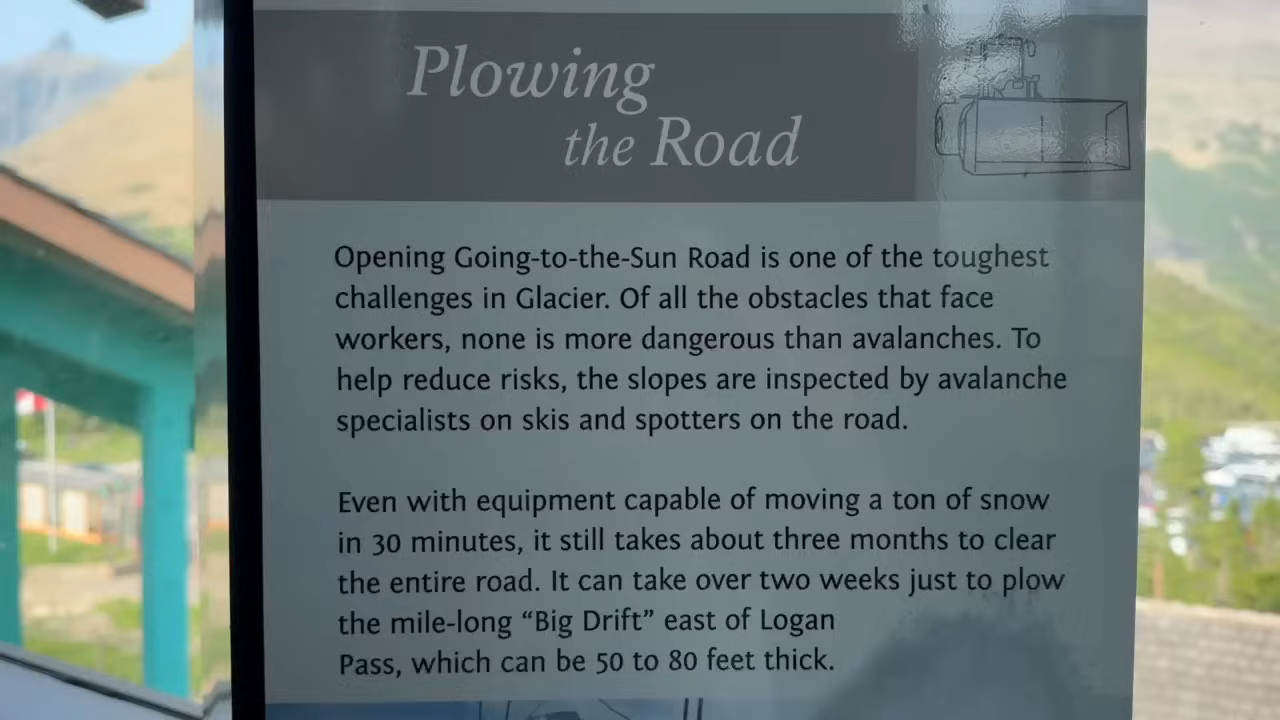 Plowing
the Road
Opening Going-to-the-Sun Road is one of the toughest
challenges in Glacier. Of all the obstacles that face
workers, none is more dangerous than avalanches. To
help reduce risks, the slopes are inspected by avalanche
specialists on skis and spotters on the road.
Even with equipment capable of moving a ton of snow
in 30 minutes, it still takes about three months to clear
the entire road. It can take over two weeks just to plow
the mile-long “Big Drift” east of Logan
Pass, which can be 50 to 80 feet thick.